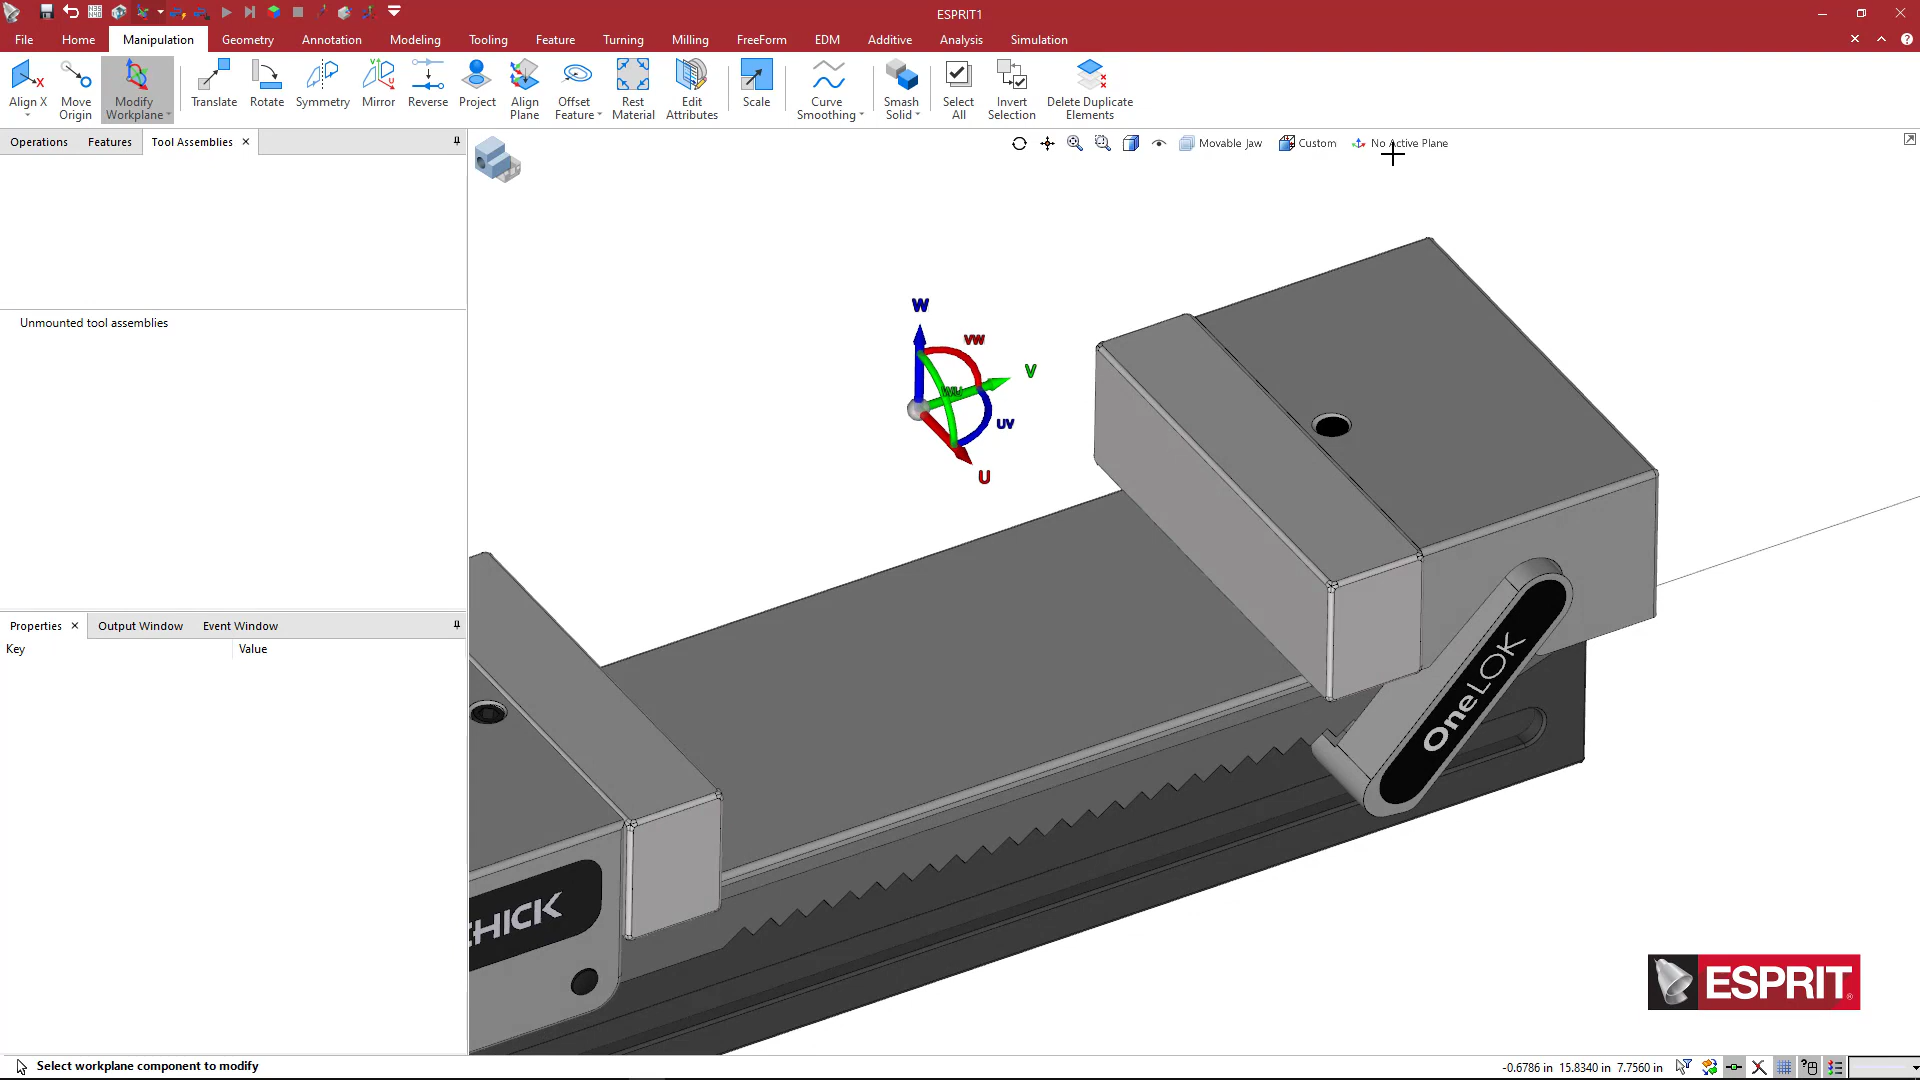 ESPRIT1
File Home Manipulation Geometry Annotation Modeling Tooling Feature Turning Milling FreeForm EDM Additive Analysis Simulation
Align X
Move Origin
Modify Workplane
Translate
Rotate
Symmetry
Mirror
Reverse
Project
Align Plane
Offset Feature
Rest Material
Edit Attributes
Scale
Curve Smoothing
Smash Solid
Select All
Invert Selection
Delete Duplicate Elements
Operations Features Tool Assemblies
Movable Jaw Custom No Active Plane
Unmounted tool assemblies
W
VW
V
WU
UV
U
OneLOK
Properties Output Window Event Window
Key Value
HICK
ESPRIT
Select workplane component to modify
-0.6786 in 15.8340 in 7.7560 in